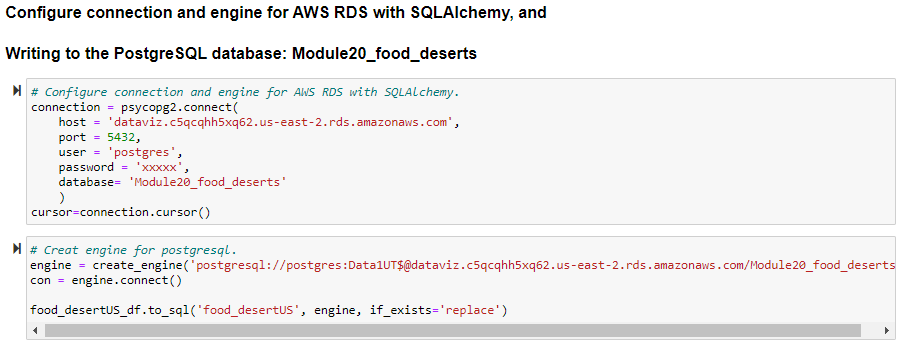 Configure connection and engine for AWS RDS with SQLAlchemy, and
Writing to the PostgreSQL database: Module20_food_deserts
# Configure connection and engine for AWS RDS with SQLAlchemy.
connection = psycopg2.connect(
    host = 'dataviz.c5qcqhh5xq62.us-east-2.rds.amazonaws.com',
    port = 5432,
    user = 'postgres',
    password = 'xxxxx',
    database= 'Module20_food_deserts'
    )
cursor=connection.cursor()
# Creat engine for postgresql.
engine = create_engine('postgresql://postgres:Data1UT$@dataviz.c5qcqhh5xq62.us-east-2.rds.amazonaws.com/Module20_food_deserts
con = engine.connect()
food_desertUS_df.to_sql('food_desertUS', engine, if_exists='replace')